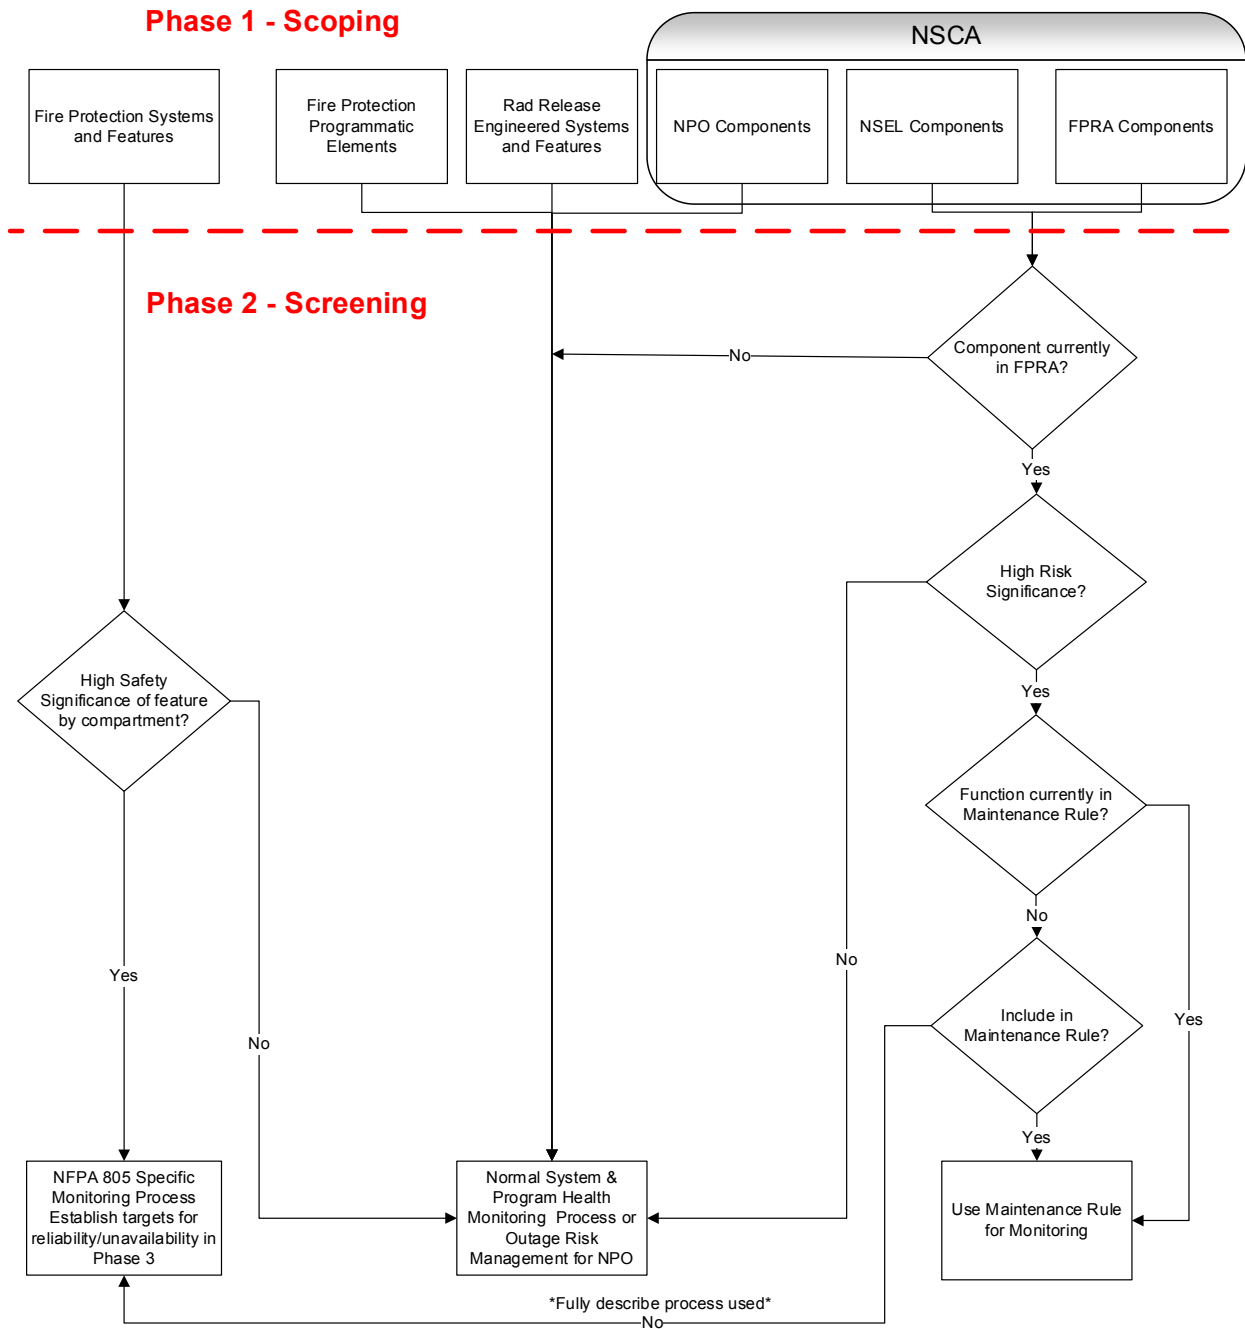 Phase 1 - Scoping
NSCA
Fire Protection Systems
and Features
Fire Protection
Programmatic
Elements
Rad Release
Engineered Systems
and Features
NPO Components
NSEL Components
FPRA Components
Phase 2 - Screening
Component currently
in FPRA?
No
Yes
High Risk
Significance?
Yes
No
High Safety
Significance of feature
by compartment?
Yes
No
Function currently in
Maintenance Rule?
No
Yes
Include in
Maintenance Rule?
Yes
NFPA 805 Specific
Monitoring Process
Establish targets for
reliability/unavailability in
Phase 3
Normal System &
Program Health
Monitoring Process or
Outage Risk
Management for NPO
Use Maintenance Rule
for Monitoring
*Fully describe process used*
No